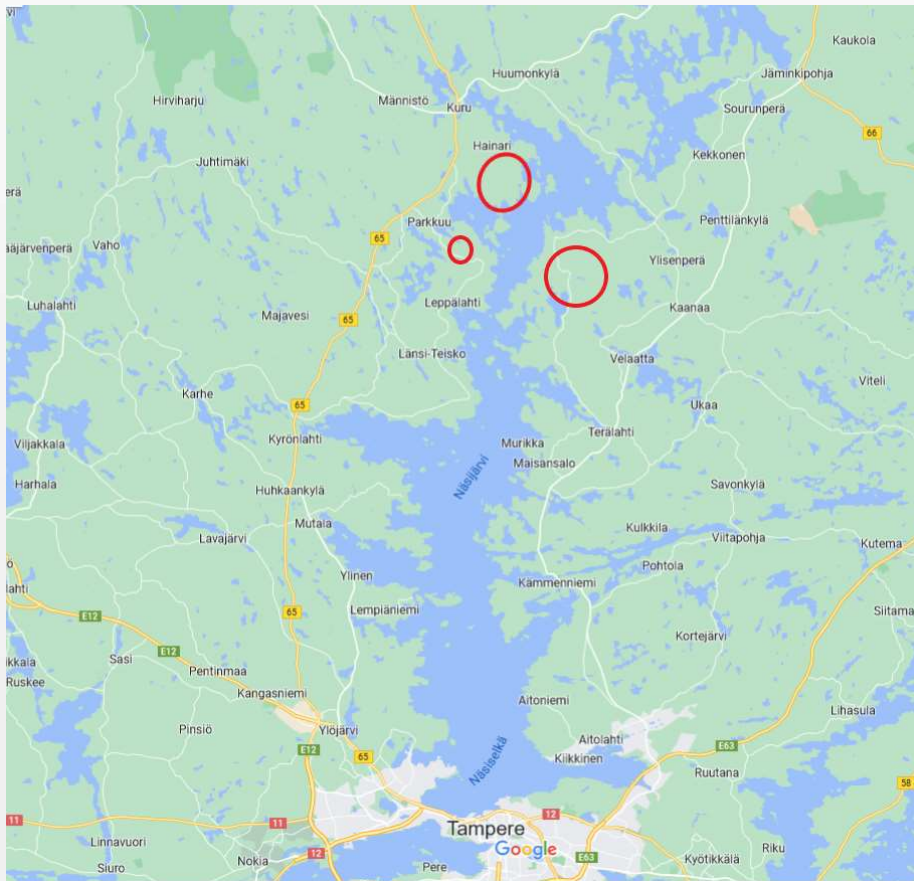 rvi
Kaukola
Huumonkylä
Jäminkipohja
Hirviharju
Männistö
Kuru
Sourunperä
66
Hainari
Kekkonen
Juhtimäki
erä
Parkkuu
Penttilänkylä
ääjärvenperä
Vaho
65
Ylisenperä
Luhalahti
Leppälahti
Kaanaa
Majavesi
65
Länsi-Teisko
Velaatta
Viteli
Karhe
65
Ukaa
Viljakkala
Kyrönlahti
Murikka
Terälahti
Maisansalo
Harhala
Näsijärvi
Huhkaankylä
Savonkylä
Mutala
Kulkkila
Lavajärvi
Viitapohja
Kutema
ö
Ylinen
Pohtola
lahti
Kämmenniemi
E12
65
Lempiäniemi
Siitama
E12
Kortejärvi
ikkala
Sasi
Pentinmaa
Ruskee
Kangasniemi
Aitoniemi
Lihasula
Pinsiö
Ylöjärvi
Aitolahti
E12
65
Näsiselkä
Kiikkinen
E63
Ruutana
58
11
11
12
Tampere
Linnavuori
12
Google
Riku
Nokia
Siuro
Pere
E63
Kyötikkälä